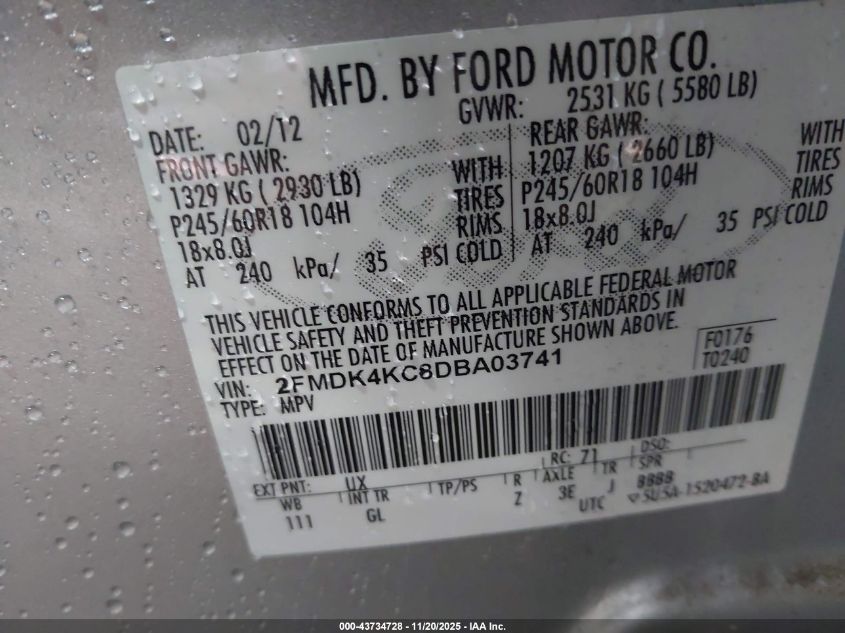 MFD. BY FORD MOTOR CO.
DATE: 02/12 GVWR: 2531 KG ( 5580 LB)
FRONT GAWR: REAR GAWR:
1329 KG ( 2930 LB) WITH 1207 KG ( 2660 LB) WITH
P245/60R18 104H TIRES P245/60R18 104H TIRES
18x8.0J RIMS 18x8.0J RIMS
AT 240 kPa/ 35 PSI COLD AT 240 kPa/ 35 PSI COLD
THIS VEHICLE CONFORMS TO ALL APPLICABLE FEDERAL MOTOR
VEHICLE SAFETY AND THEFT PREVENTION STANDARDS IN
EFFECT ON THE DATE OF MANUFACTURE SHOWN ABOVE.
F0176
T0240
VIN: 2FMDK4KC8DBA03741
TYPE: MPV
EXT PNT: UX RC: 71 DSO:
WB INT TR TP/PS R AXLE TR SPR
111 GL Z 3E J BBBB
UTC 5U5A-1520472-BA
000-43734728 - 11/20/2025 - IAA Inc.